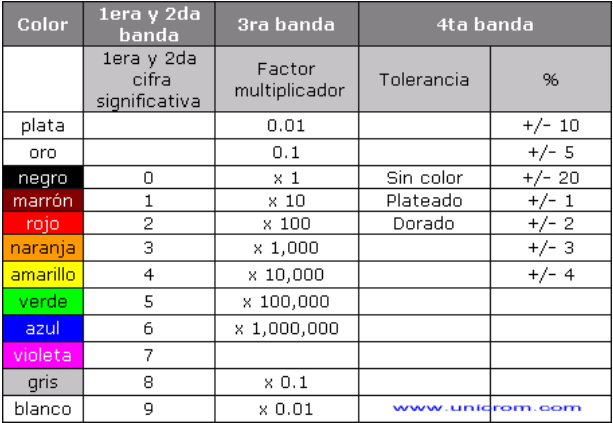 Color 1era y 2da banda 3ra banda 4ta banda
1era y 2da cifra significativa Factor multiplicador Tolerancia %
plata 0.01 +/- 10
oro 0.1 +/- 5
negro 0 x 1 Sin color +/- 20
marrón 1 x 10 Plateado +/- 1
rojo 2 x 100 Dorado +/- 2
naranja 3 x 1,000 +/- 3
amarillo 4 x 10,000 +/- 4
verde 5 x 100,000
azul 6 x 1,000,000
violeta 7
gris 8 x 0.1
blanco 9 x 0.01 www.unicrom.com